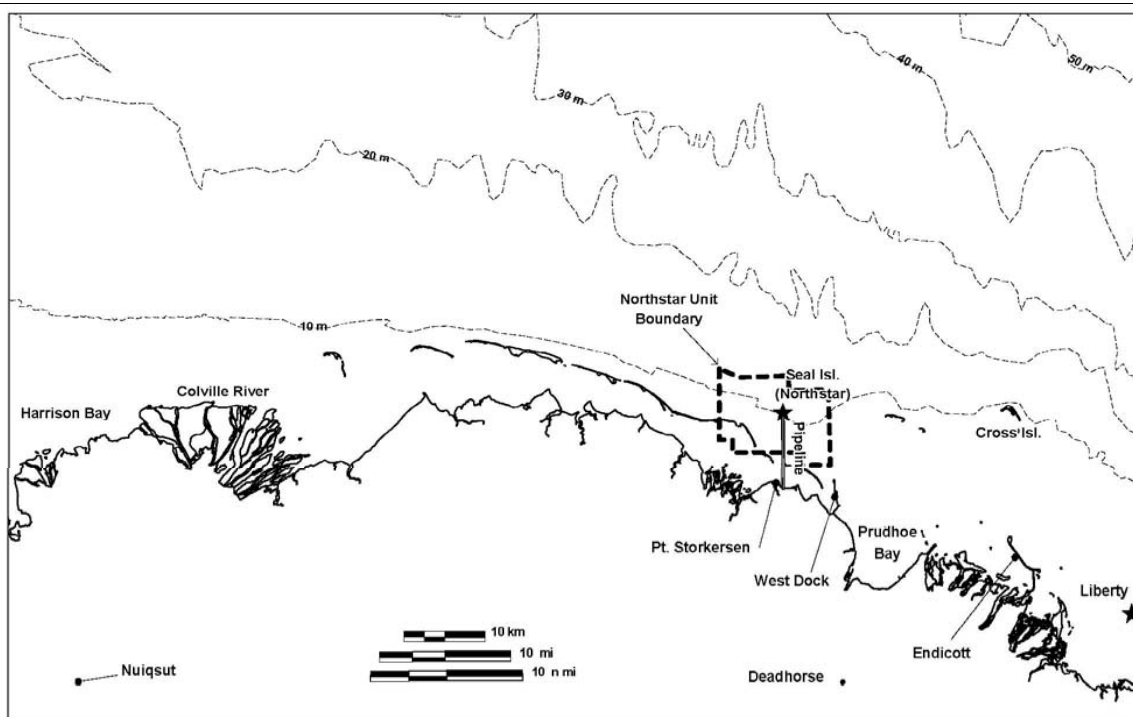 50 m
40 m
30 m
20 m
Northstar Unit
Boundary
10 m
Seal Isl.
(Northstar)
Colville River
Harrison Bay
Cross Isl.
Pipeline
Pt. Storkersen
Prudhoe
Bay
West Dock
Liberty
10 km
10 mi
10 n mi
Endicott
Nuiqsut
Deadhorse